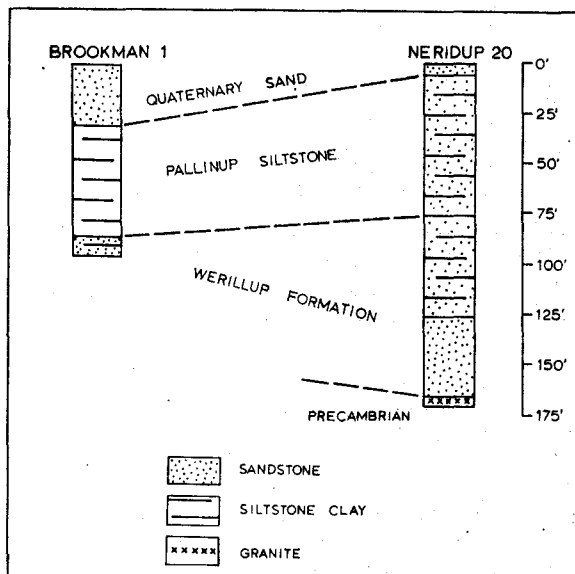 BROOKMAN 1
NERIDUP 20
0'
QUATERNARY SAND
25'
PALLINUP SILTSTONE
50'
75'
WERILLUP FORMATION
100'
125'
150'
PRECAMBRIAN
175'
SANDSTONE
SILTSTONE CLAY
GRANITE